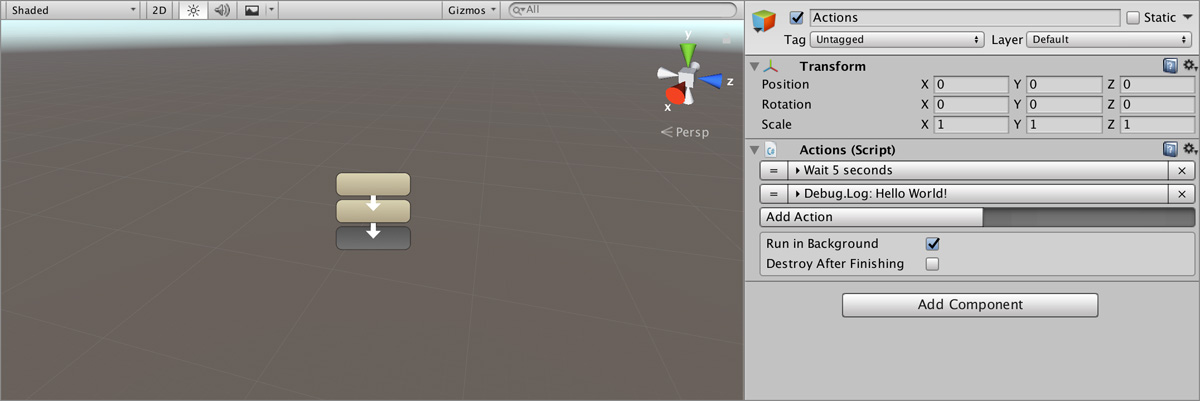 Shaded 2D Gizmos All
y
z
x
Persp
Actions Static
Tag Untagged Layer Default
Transform
Position X 0 Y 0 Z 0
Rotation X 0 Y 0 Z 0
Scale X 1 Y 1 Z 1
Actions (Script)
Wait 5 seconds
Debug.Log: Hello World!
Add Action
Run in Background
Destroy After Finishing
Add Component